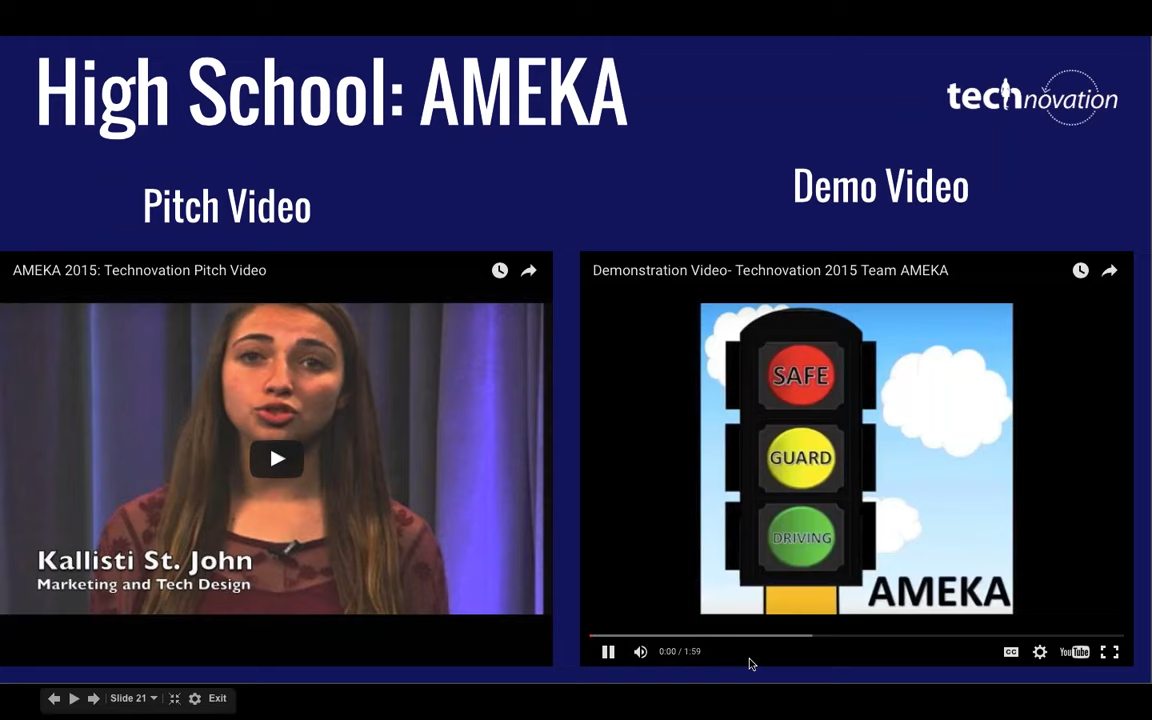 High School: AMEKA
technovation
Pitch Video
Demo Video
AMEKA 2015: Technovation Pitch Video
Demonstration Video- Technovation 2015 Team AMEKA
SAFE
GUARD
DRIVING
AMEKA
Kallisti St. John
Marketing and Tech Design
0:00 / 1:59
CC
YouTube
Slide 21
Exit